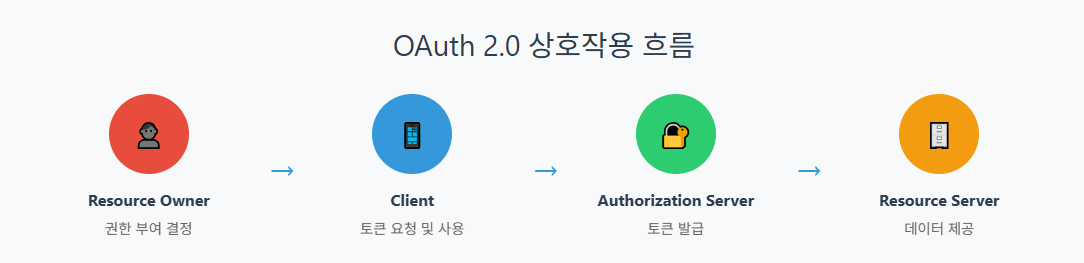 OAuth 2.0 상호작용 흐름
→ → →
Resource Owner Client Authorization Server Resource Server
권한 부여 결정 토큰 요청 및 사용 토큰 발급 데이터 제공